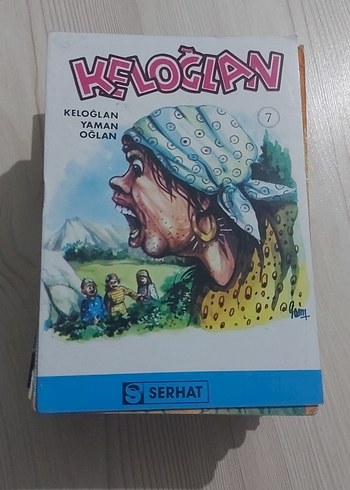 KELOĞLAN
KELOĞLAN
YAMAN
OĞLAN
7
S SERHAT